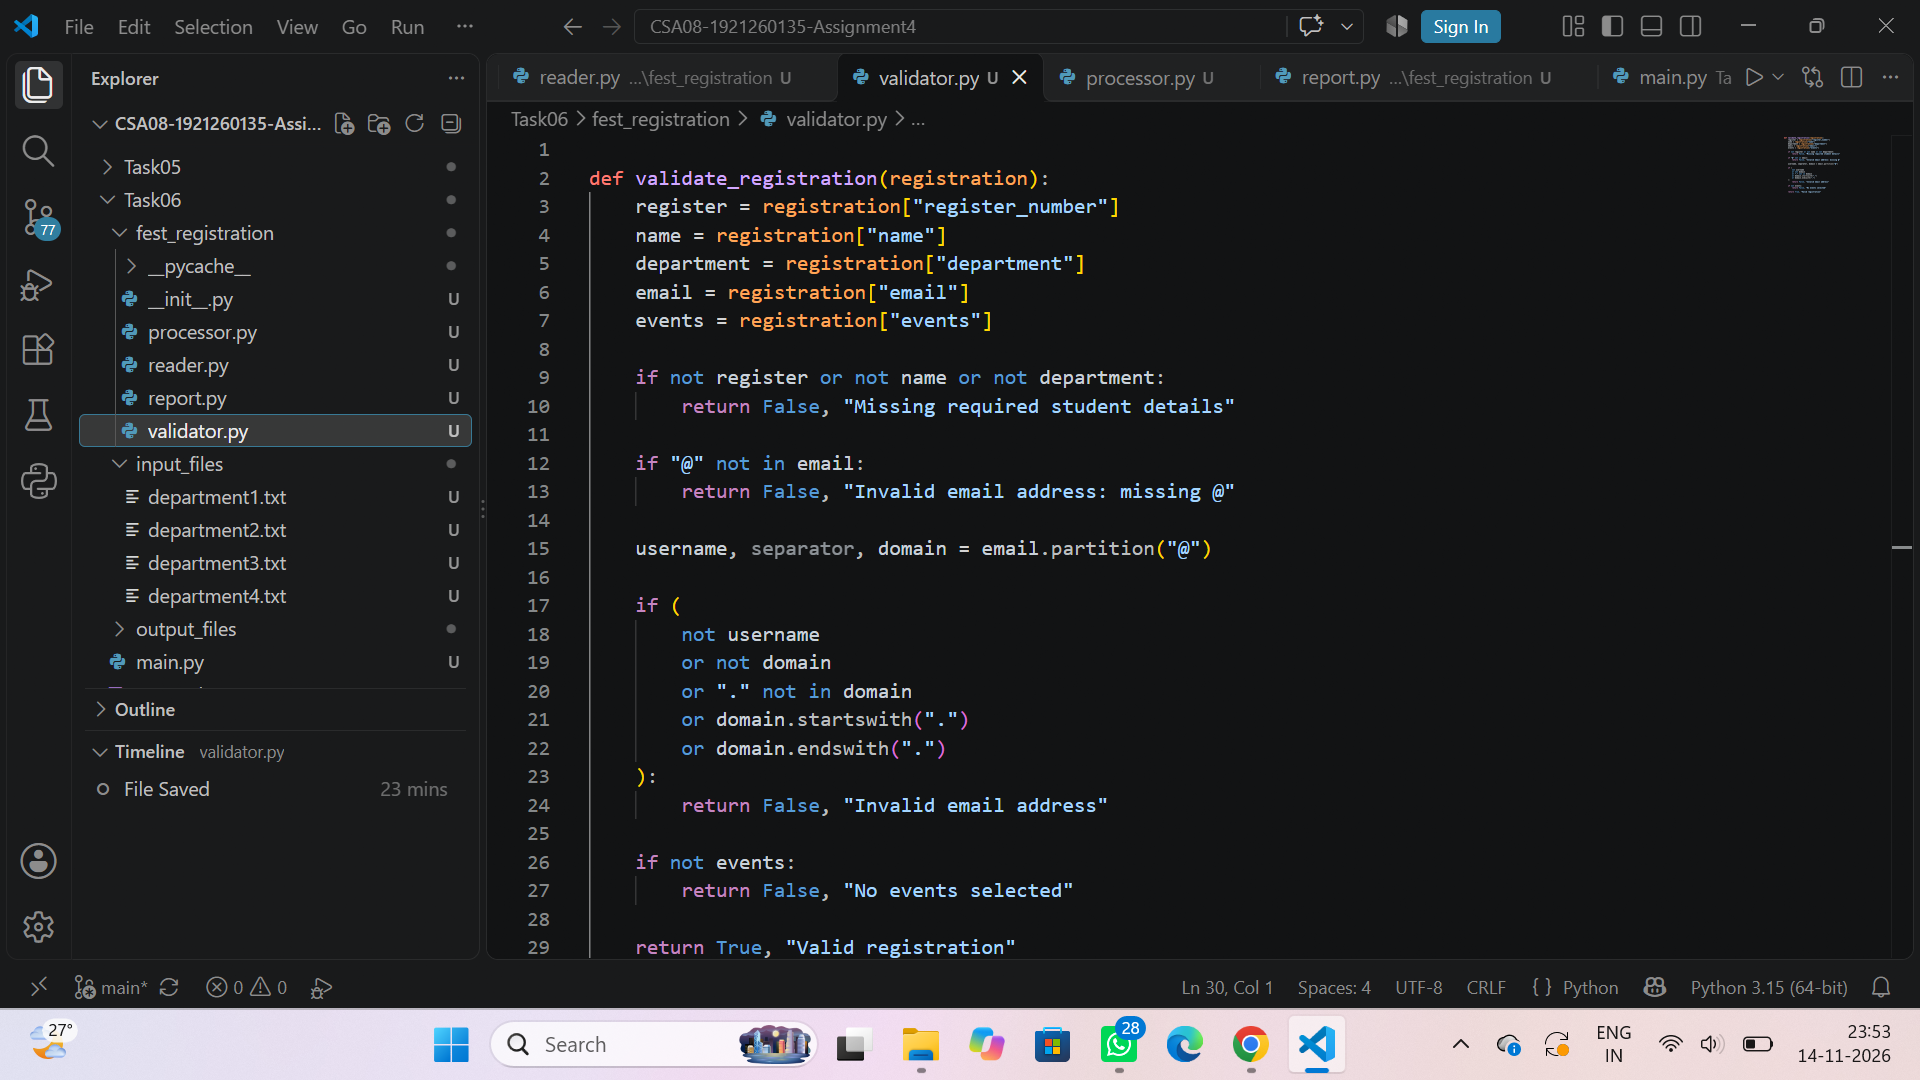 File Edit Selection View Go Run ...
CSA08-1921260135-Assignment4
Sign In
Explorer
CSA08-1921260135-Assi...
Task05
Task06
fest_registration
__pycache__
__init__.py U
processor.py U
reader.py U
report.py U
validator.py U
input_files
department1.txt U
department2.txt U
department3.txt U
department4.txt U
output_files
main.py U
Outline
Timeline validator.py
File Saved 23 mins
77
reader.py ...\fest_registration U
validator.py U
processor.py U
report.py ...\fest_registration U
main.py Ta
Task06 > fest_registration > validator.py > ...
1
2 def validate_registration(registration):
3 register = registration["register_number"]
4 name = registration["name"]
5 department = registration["department"]
6 email = registration["email"]
7 events = registration["events"]
8
9 if not register or not name or not department:
10 return False, "Missing required student details"
11
12 if "@" not in email:
13 return False, "Invalid email address: missing @"
14
15 username, separator, domain = email.partition("@")
16
17 if (
18 not username
19 or not domain
20 or "." not in domain
21 or domain.startswith(".")
22 or domain.endswith(".")
23 ):
24 return False, "Invalid email address"
25
26 if not events:
27 return False, "No events selected"
28
29 return True, "Valid registration"
main* 0 0
Ln 30, Col 1 Spaces: 4 UTF-8 CRLF { } Python Python 3.15 (64-bit)
27°
Search
28
ENG
IN
23:53
14-11-2026